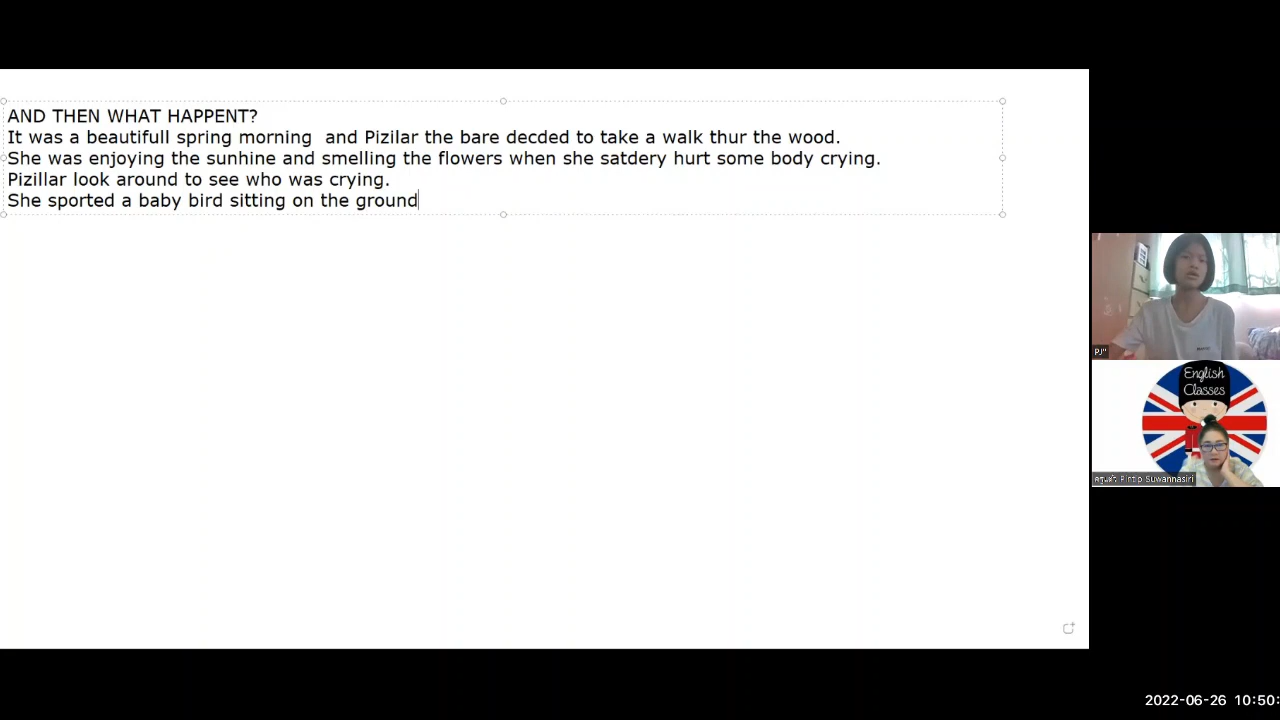 AND THEN WHAT HAPPENT?
It was a beautifull spring morning  and Pizilar the bare decded to take a walk thur the wood.
She was enjoying the sunhine and smelling the flowers when she satdery hurt some body crying.
Pizillar look around to see who was crying.
She sported a baby bird sitting on the ground
PJ"
English
Classes
Pintip Suwannasiri
2022-06-26 10:50: